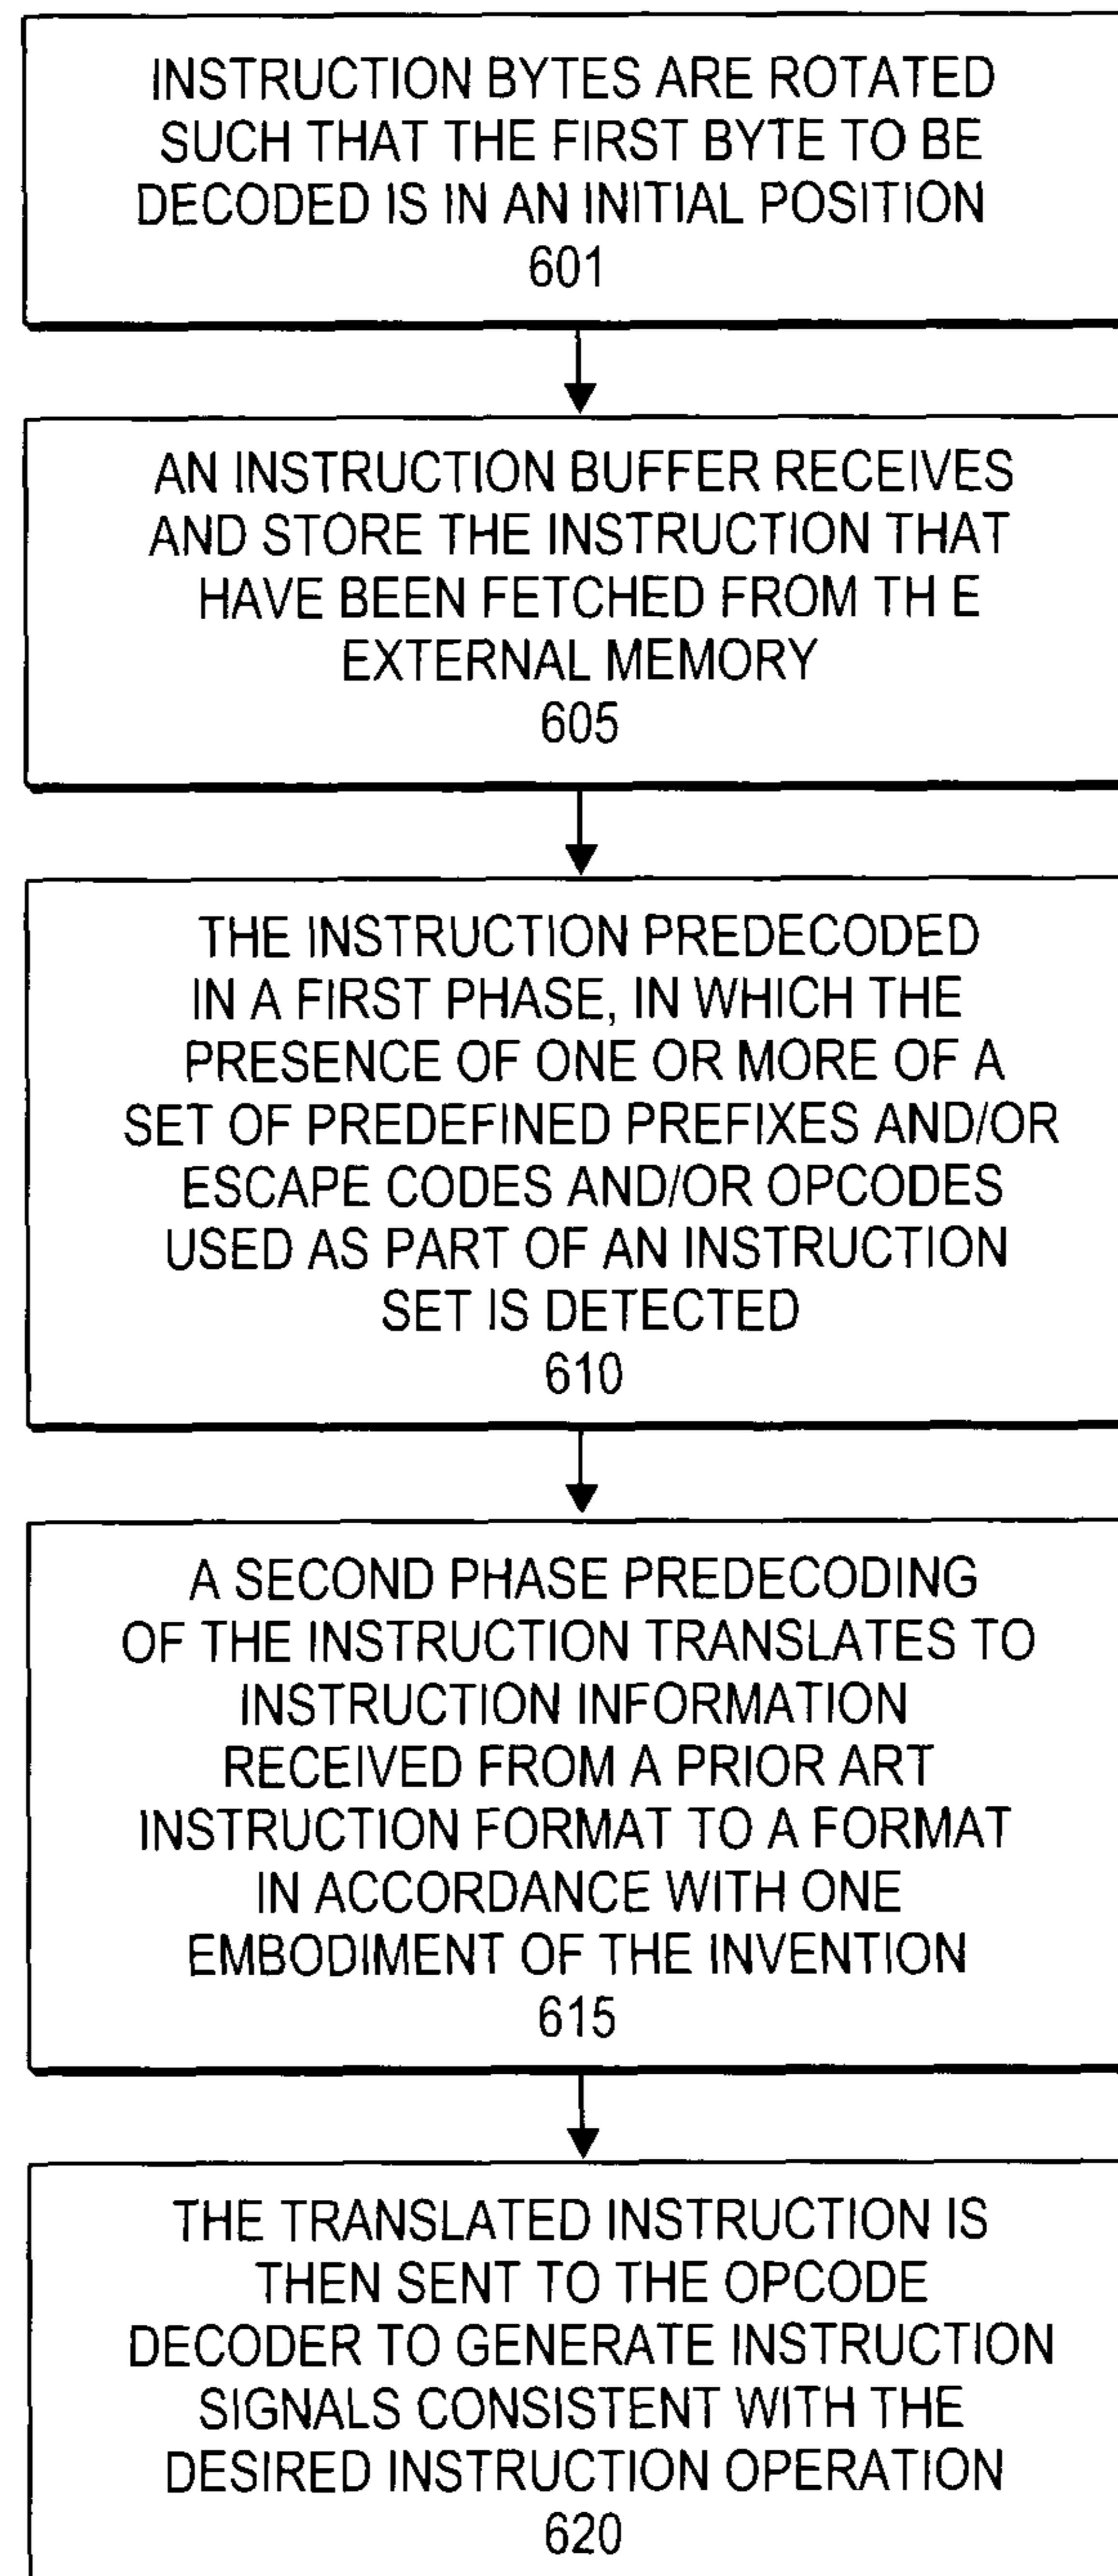 INSTRUCTION BYTES ARE ROTATED
SUCH THAT THE FIRST BYTE TO BE
DECODED IS IN AN INITIAL POSITION
601
AN INSTRUCTION BUFFER RECEIVES
AND STORE THE INSTRUCTION THAT
HAVE BEEN FETCHED FROM TH E
EXTERNAL MEMORY
605
THE INSTRUCTION PREDECODED
IN A FIRST PHASE, IN WHICH THE
PRESENCE OF ONE OR MORE OF A
SET OF PREDEFINED PREFIXES AND/OR
ESCAPE CODES AND/OR OPCODES
USED AS PART OF AN INSTRUCTION
SET IS DETECTED
610
A SECOND PHASE PREDECODING
OF THE INSTRUCTION TRANSLATES TO
INSTRUCTION INFORMATION
RECEIVED FROM A PRIOR ART
INSTRUCTION FORMAT TO A FORMAT
IN ACCORDANCE WITH ONE
EMBODIMENT OF THE INVENTION
615
THE TRANSLATED INSTRUCTION IS
THEN SENT TO THE OPCODE
DECODER TO GENERATE INSTRUCTION
SIGNALS CONSISTENT WITH THE
DESIRED INSTRUCTION OPERATION
620